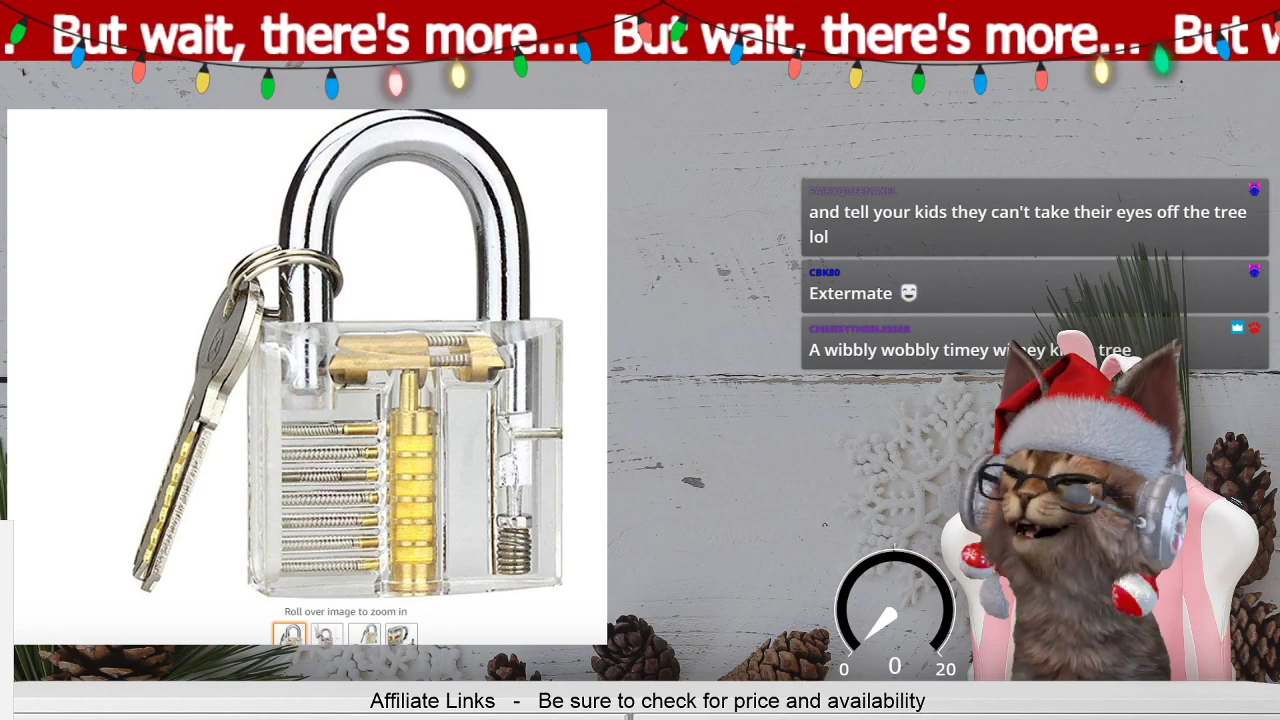 . But wait, there's more... But wait, there's more... But w
FAIRYQUEENAXEL
and tell your kids they can't take their eyes off the tree
lol
CBK80
Extermate
A wibbly wobbly timey tree
Roll over image to zoom in
0 0 20
Affiliate Links - Be sure to check for price and availability